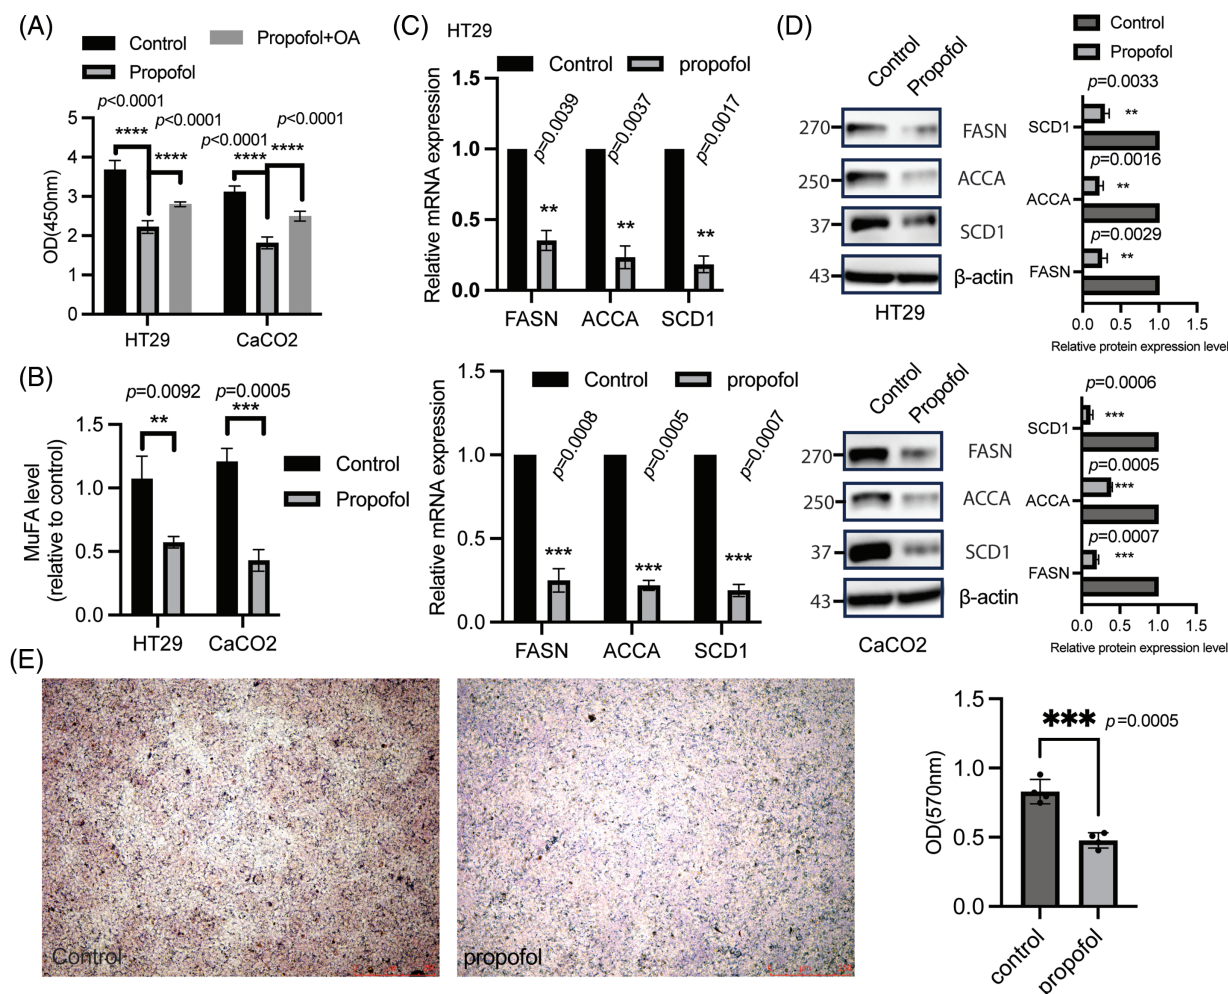 (A)
Control
Propofol+OA
Propofol
p<0.0001
p<0.0001
p<0.0001
p<0.0001
****
****
****
****
OD(450nm)
5
4
3
2
1
0
HT29
CaCO2
(B)
p=0.0092
p=0.0005
**
***
MuFA level
(relative to control)
1.5
1.0
0.5
0.0
Control
Propofol
HT29
CaCO2
(C)
HT29
Control
propofol
Relative mRNA expression
1.5
1.0
0.5
0.0
p=0.0039
p=0.0037
p=0.0017
**
**
**
FASN
ACCA
SCD1
Control
propofol
Relative mRNA expression
1.5
1.0
0.5
0.0
p=0.0008
p=0.0005
p=0.0007
***
***
***
FASN
ACCA
SCD1
(D)
Control
Propofol
270
FASN
250
ACCA
37
SCD1
43
β-actin
HT29
Control
Propofol
p=0.0033
SCD1
**
p=0.0016
ACCA
**
p=0.0029
FASN
**
0.0
0.5
1.0
1.5
Relative protein expression level
Control
Propofol
270
FASN
250
ACCA
37
SCD1
43
β-actin
CaCO2
p=0.0006
SCD1
***
p=0.0005
ACCA
***
p=0.0007
FASN
***
0.0
0.5
1.0
1.5
Relative protein expression level
(E)
Control
propofol
OD(570nm)
1.5
1.0
0.5
0.0
***
p=0.0005
control
propofol